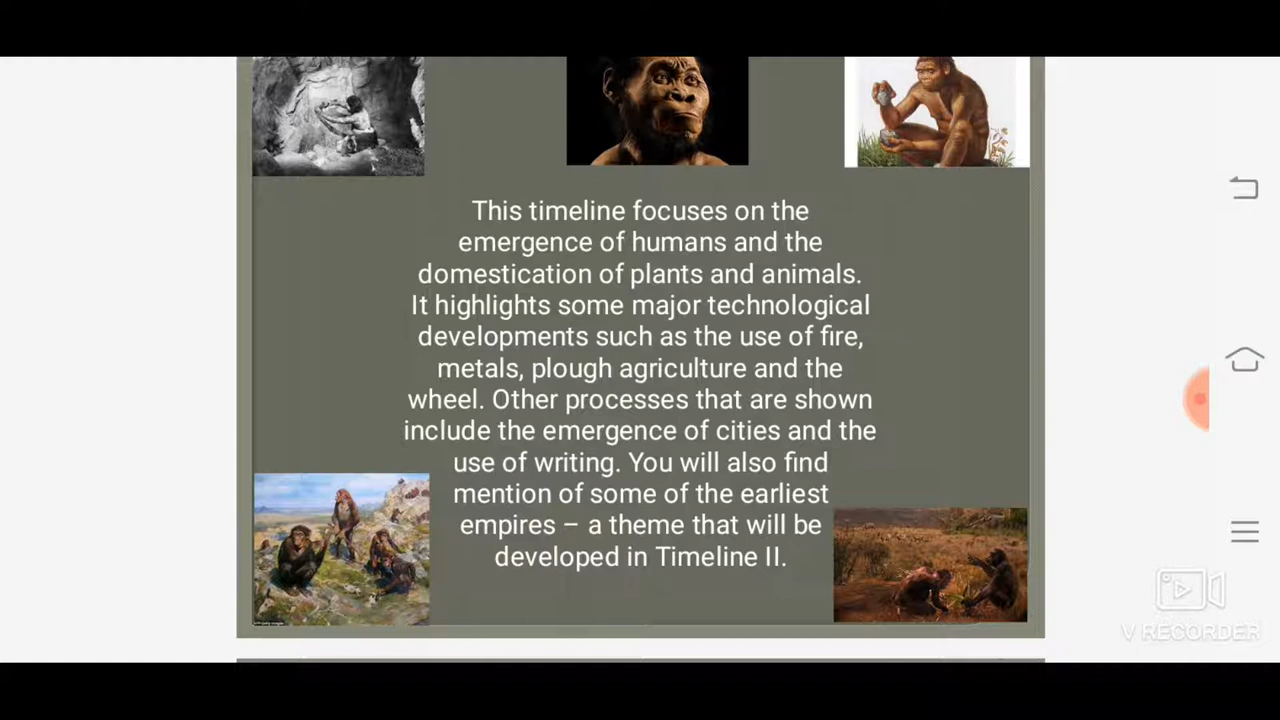 This timeline focuses on the
emergence of humans and the
domestication of plants and animals.
It highlights some major technological
developments such as the use of fire,
metals, plough agriculture and the
wheel. Other processes that are shown
include the emergence of cities and the
use of writing. You will also find
mention of some of the earliest
empires – a theme that will be
developed in Timeline II.
V RECORDER